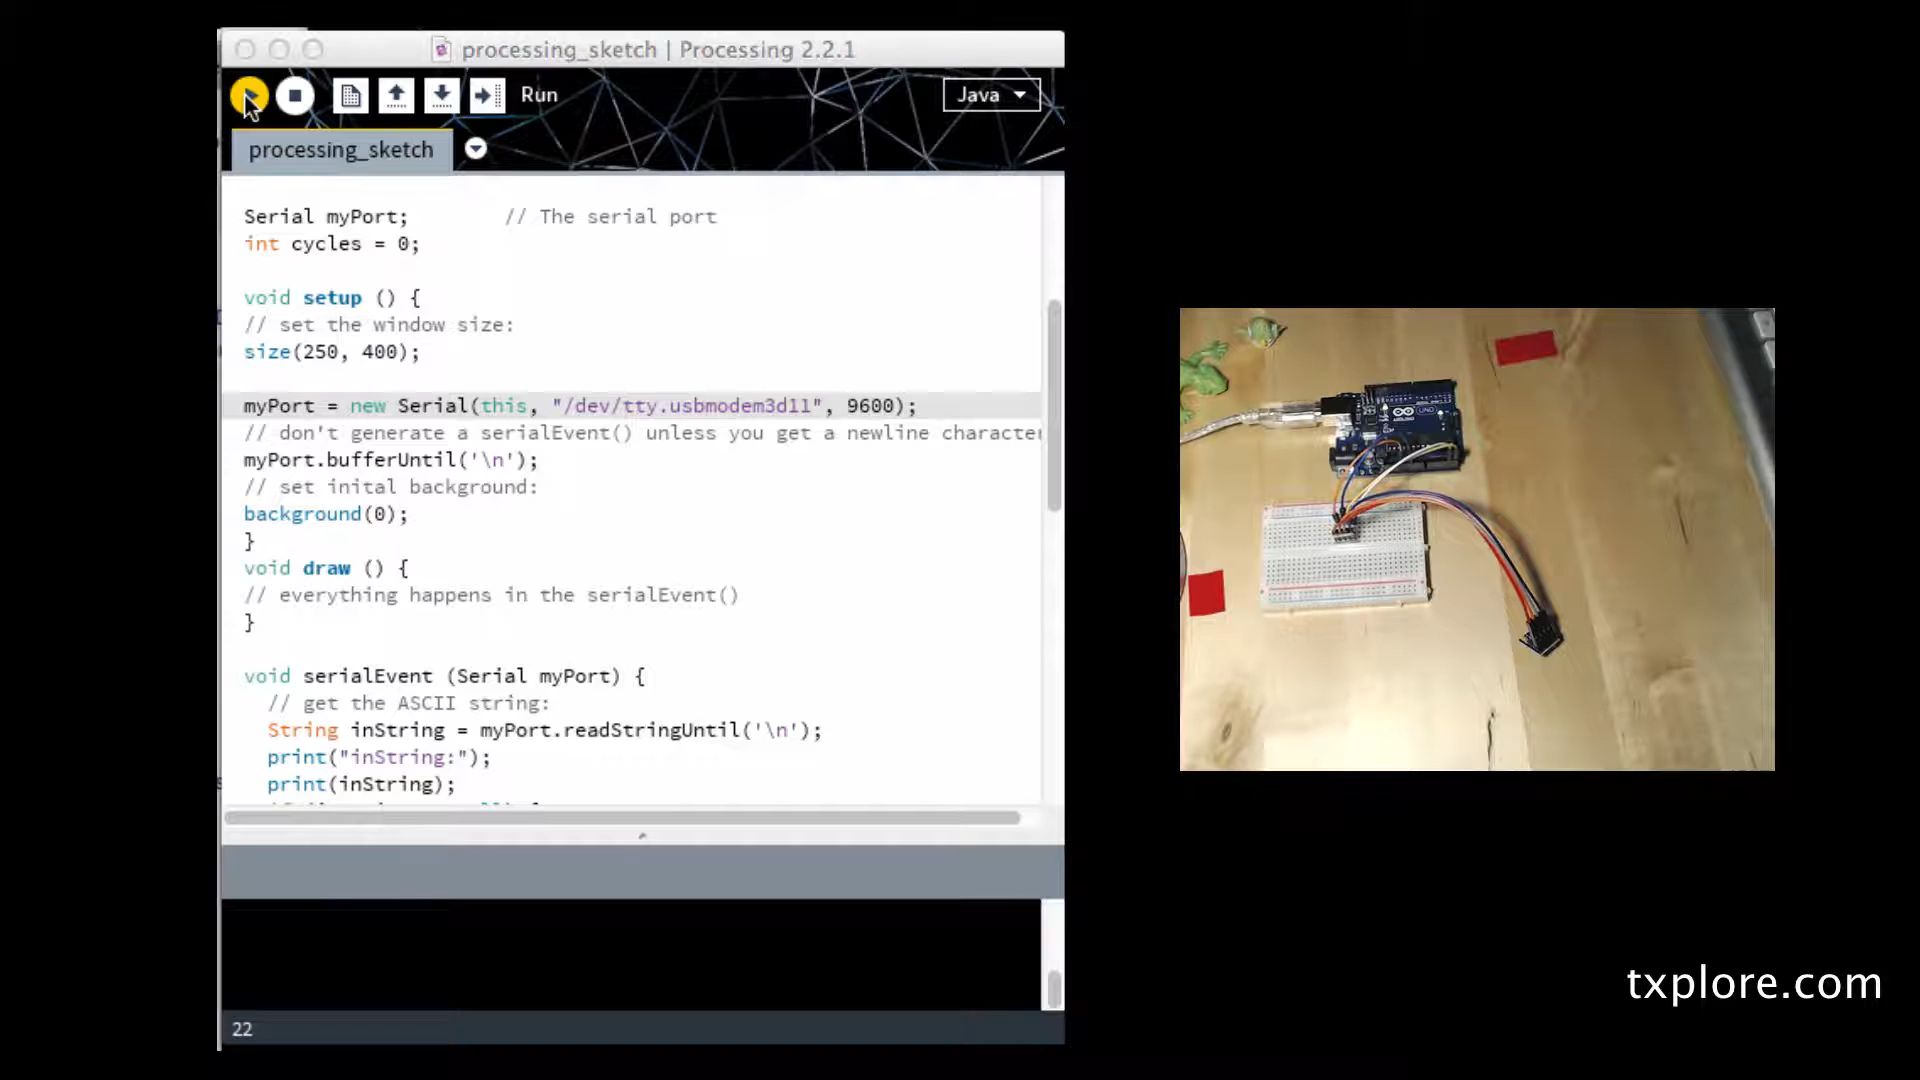 processing_sketch | Processing 2.2.1
Run
Java
processing_sketch
Serial myPort; // The serial port
int cycles = 0;
void setup () {
// set the window size:
size(250, 400);
myPort = new Serial(this, "/dev/tty.usbmodem3d11", 9600);
// don't generate a serialEvent() unless you get a newline character
myPort.bufferUntil('\n');
// set inital background:
background(0);
}
void draw () {
// everything happens in the serialEvent()
}
void serialEvent (Serial myPort) {
// get the ASCII string:
String inString = myPort.readStringUntil('\n');
print("inString:");
print(inString);
22
UNO
txplore.com